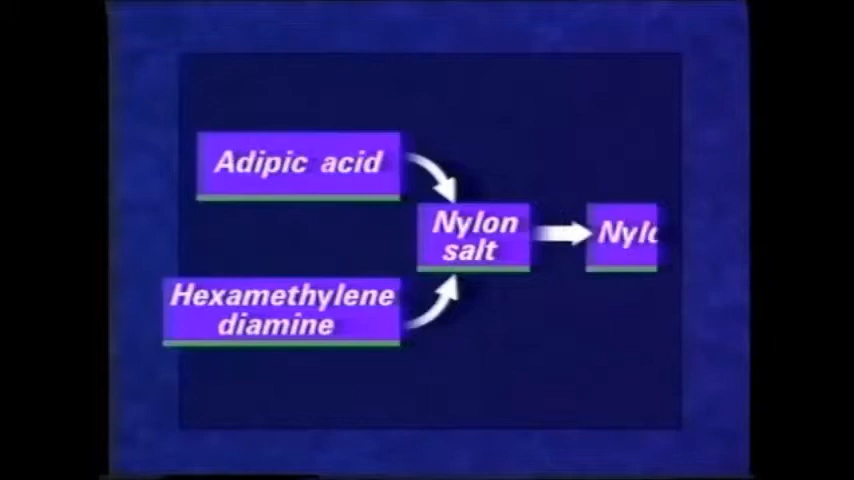 Adipic acid
Nylon
salt
Hexamethylene
diamine